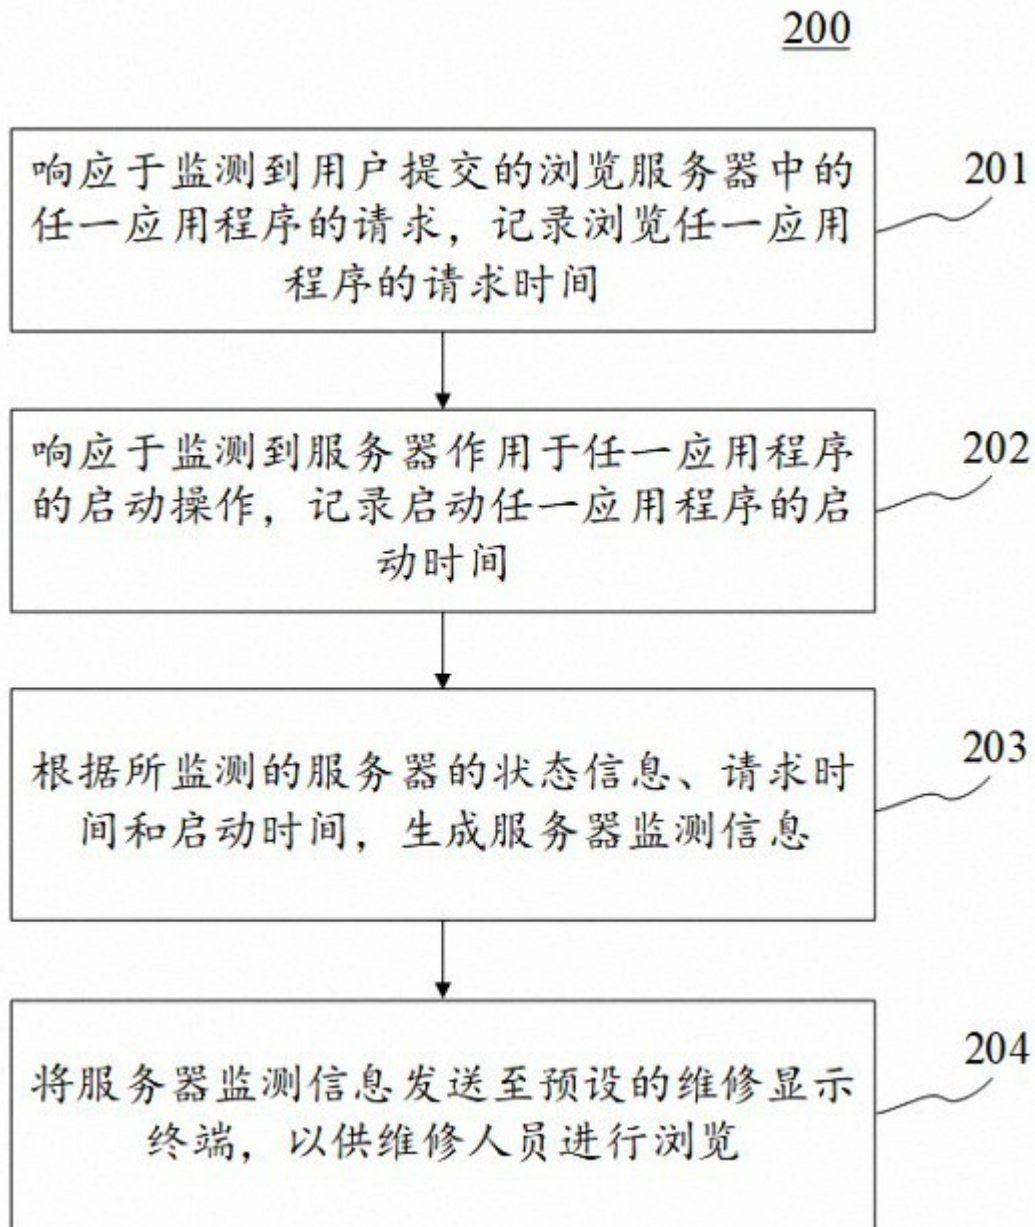 200
响应于监测到用户提交的浏览服务器中的
任一应用程序的请求，记录浏览任一应用
程序的请求时间
201
响应于监测到服务器作用于任一应用程序
的启动操作，记录启动任一应用程序的启
动时间
202
根据所监测的服务器的状态信息、请求时
间和启动时间，生成服务器监测信息
203
将服务器监测信息发送至预设的维修显示
终端，以供维修人员进行浏览
204